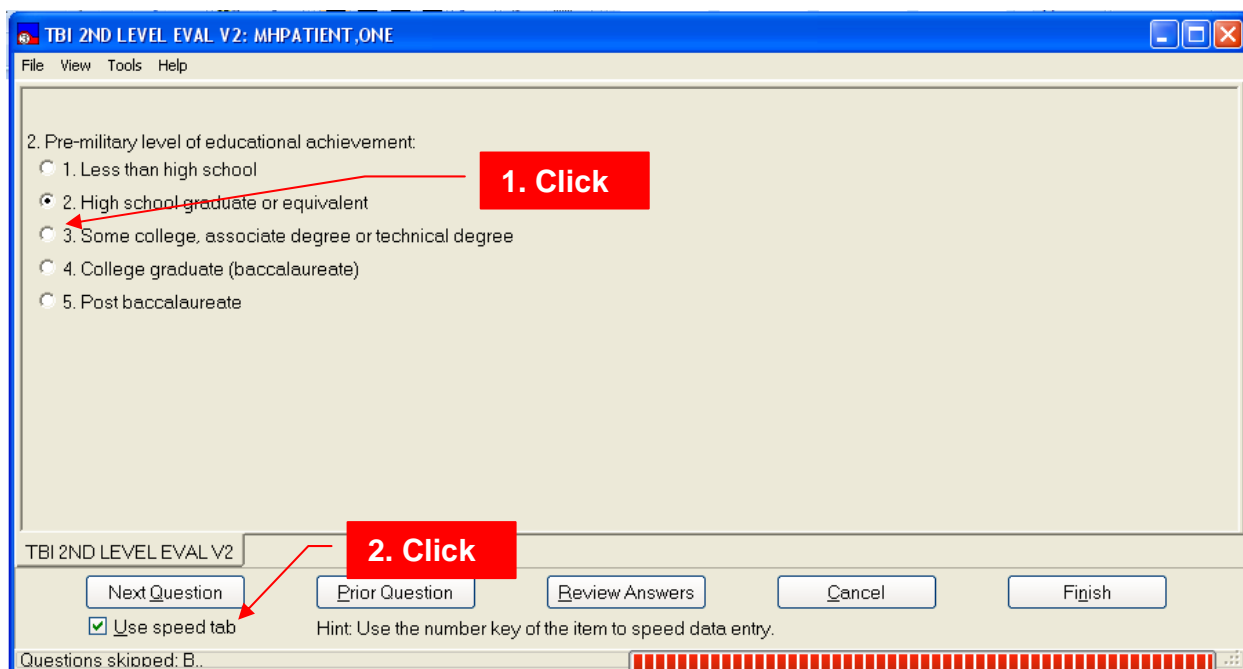 TBI 2ND LEVEL EVAL V2: MHPATIENT,ONE
File View Tools Help
2. Pre-military level of educational achievement:
1. Less than high school
1. Click
2. High school graduate or equivalent
3. Some college, associate degree or technical degree
4. College graduate (baccalaureate)
5. Post baccalaureate
TBI 2ND LEVEL EVAL V2
2. Click
Next Question Prior Question Review Answers Cancel Finish
Use speed tab Hint: Use the number key of the item to speed data entry.
Questions skipped: B..